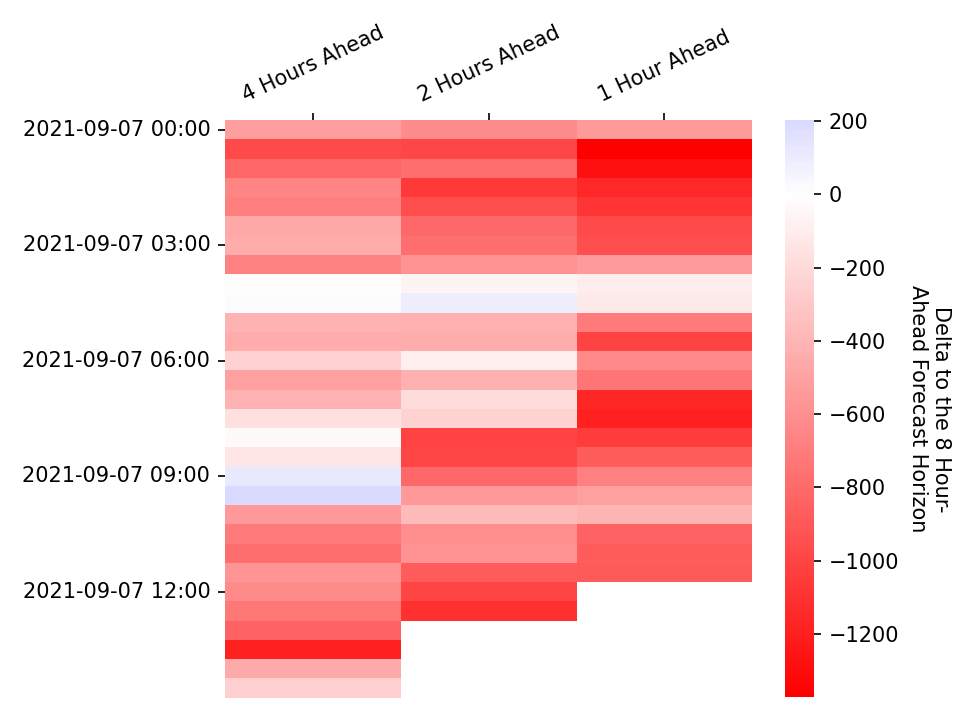 4 Hours Ahead
2 Hours Ahead
1 Hour Ahead
2021-09-07 00:00
2021-09-07 03:00
2021-09-07 06:00
2021-09-07 09:00
2021-09-07 12:00
200
0
−200
−400
−600
−800
−1000
−1200
Delta to the 8 Hour-
Ahead Forecast Horizon